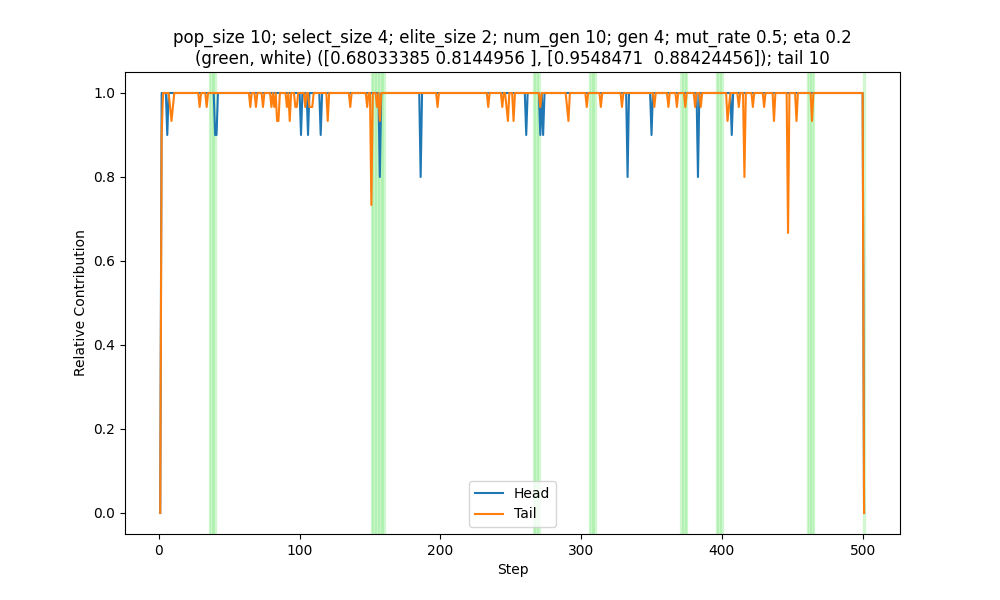 pop_size 10; select_size 4; elite_size 2; num_gen 10; gen 4; mut_rate 0.5; eta 0.2
(green, white) ([0.68033385 0.8144956 ], [0.9548471  0.88424456]); tail 10
Relative Contribution
1.0
0.8
0.6
0.4
0.2
0.0
Head
Tail
0
100
200
300
400
500
Step